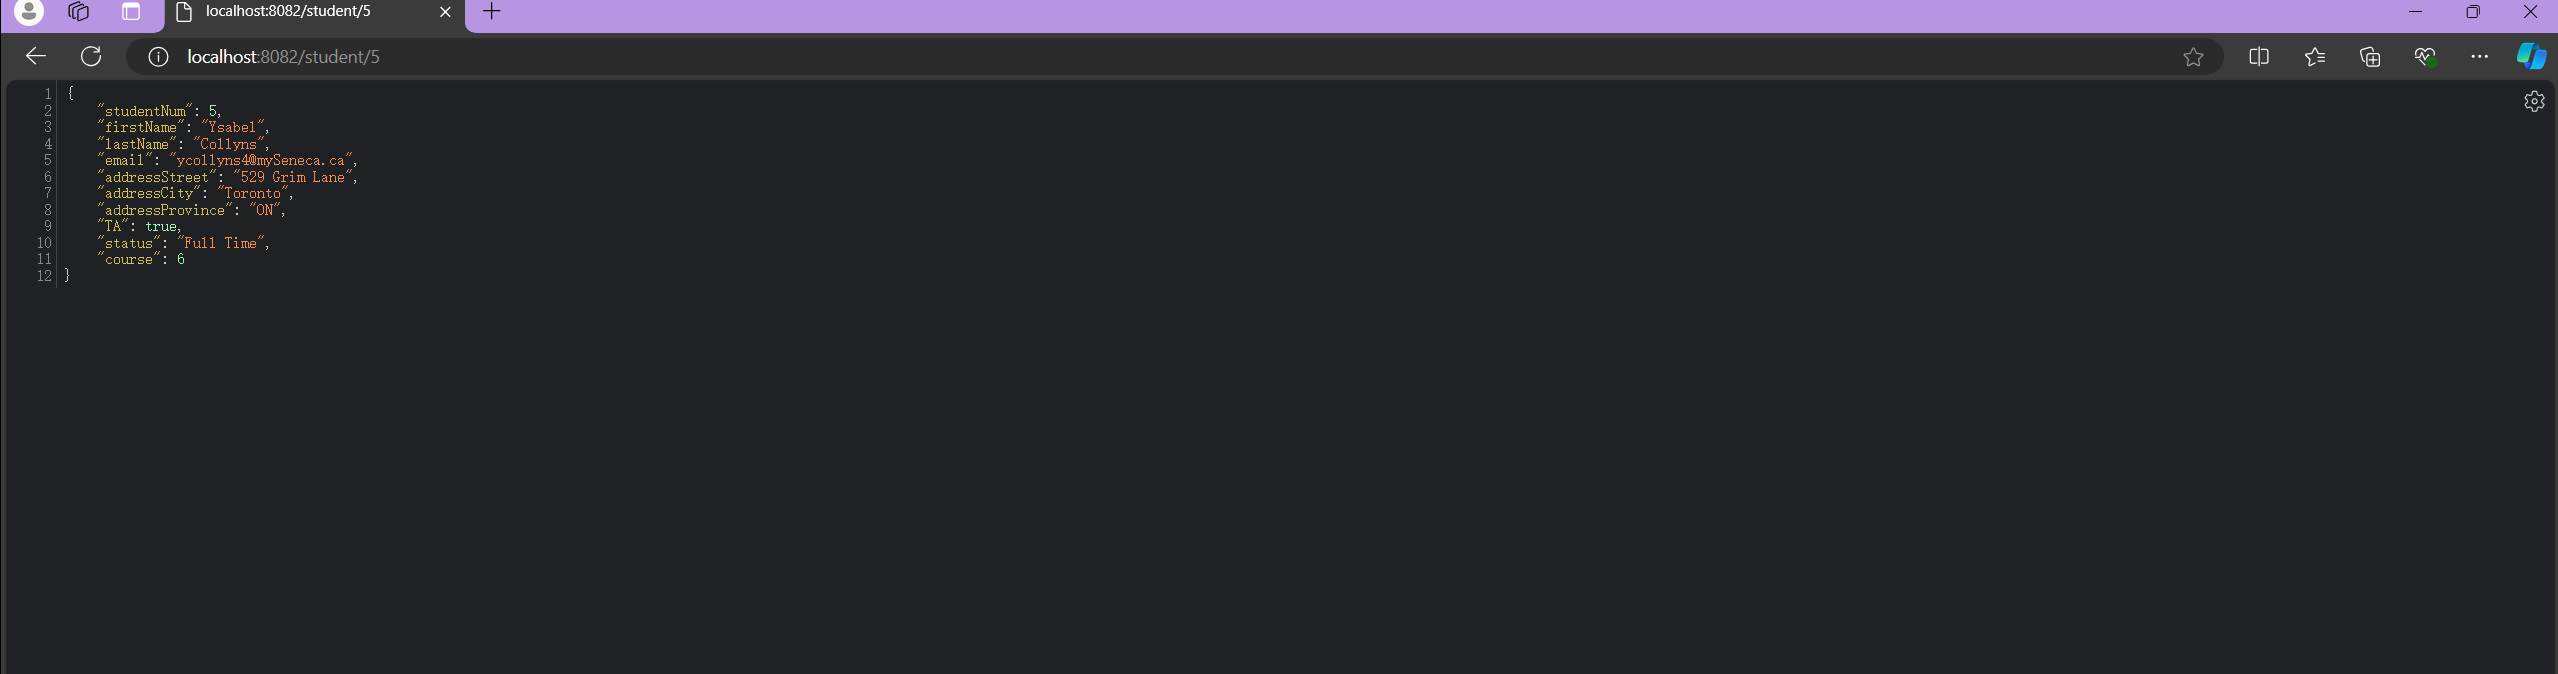 localhost:8082/student/5
localhost:8082/student/5
1 {
2 "studentNum": 5,
3 "firstName": "Ysabel",
4 "lastName": "Collyns",
5 "email": "ycollyns4@mySeneca.ca",
6 "addressStreet": "529 Grim Lane",
7 "addressCity": "Toronto",
8 "addressProvince": "ON",
9 "TA": true,
10 "status": "Full Time",
11 "course": 6
12 }